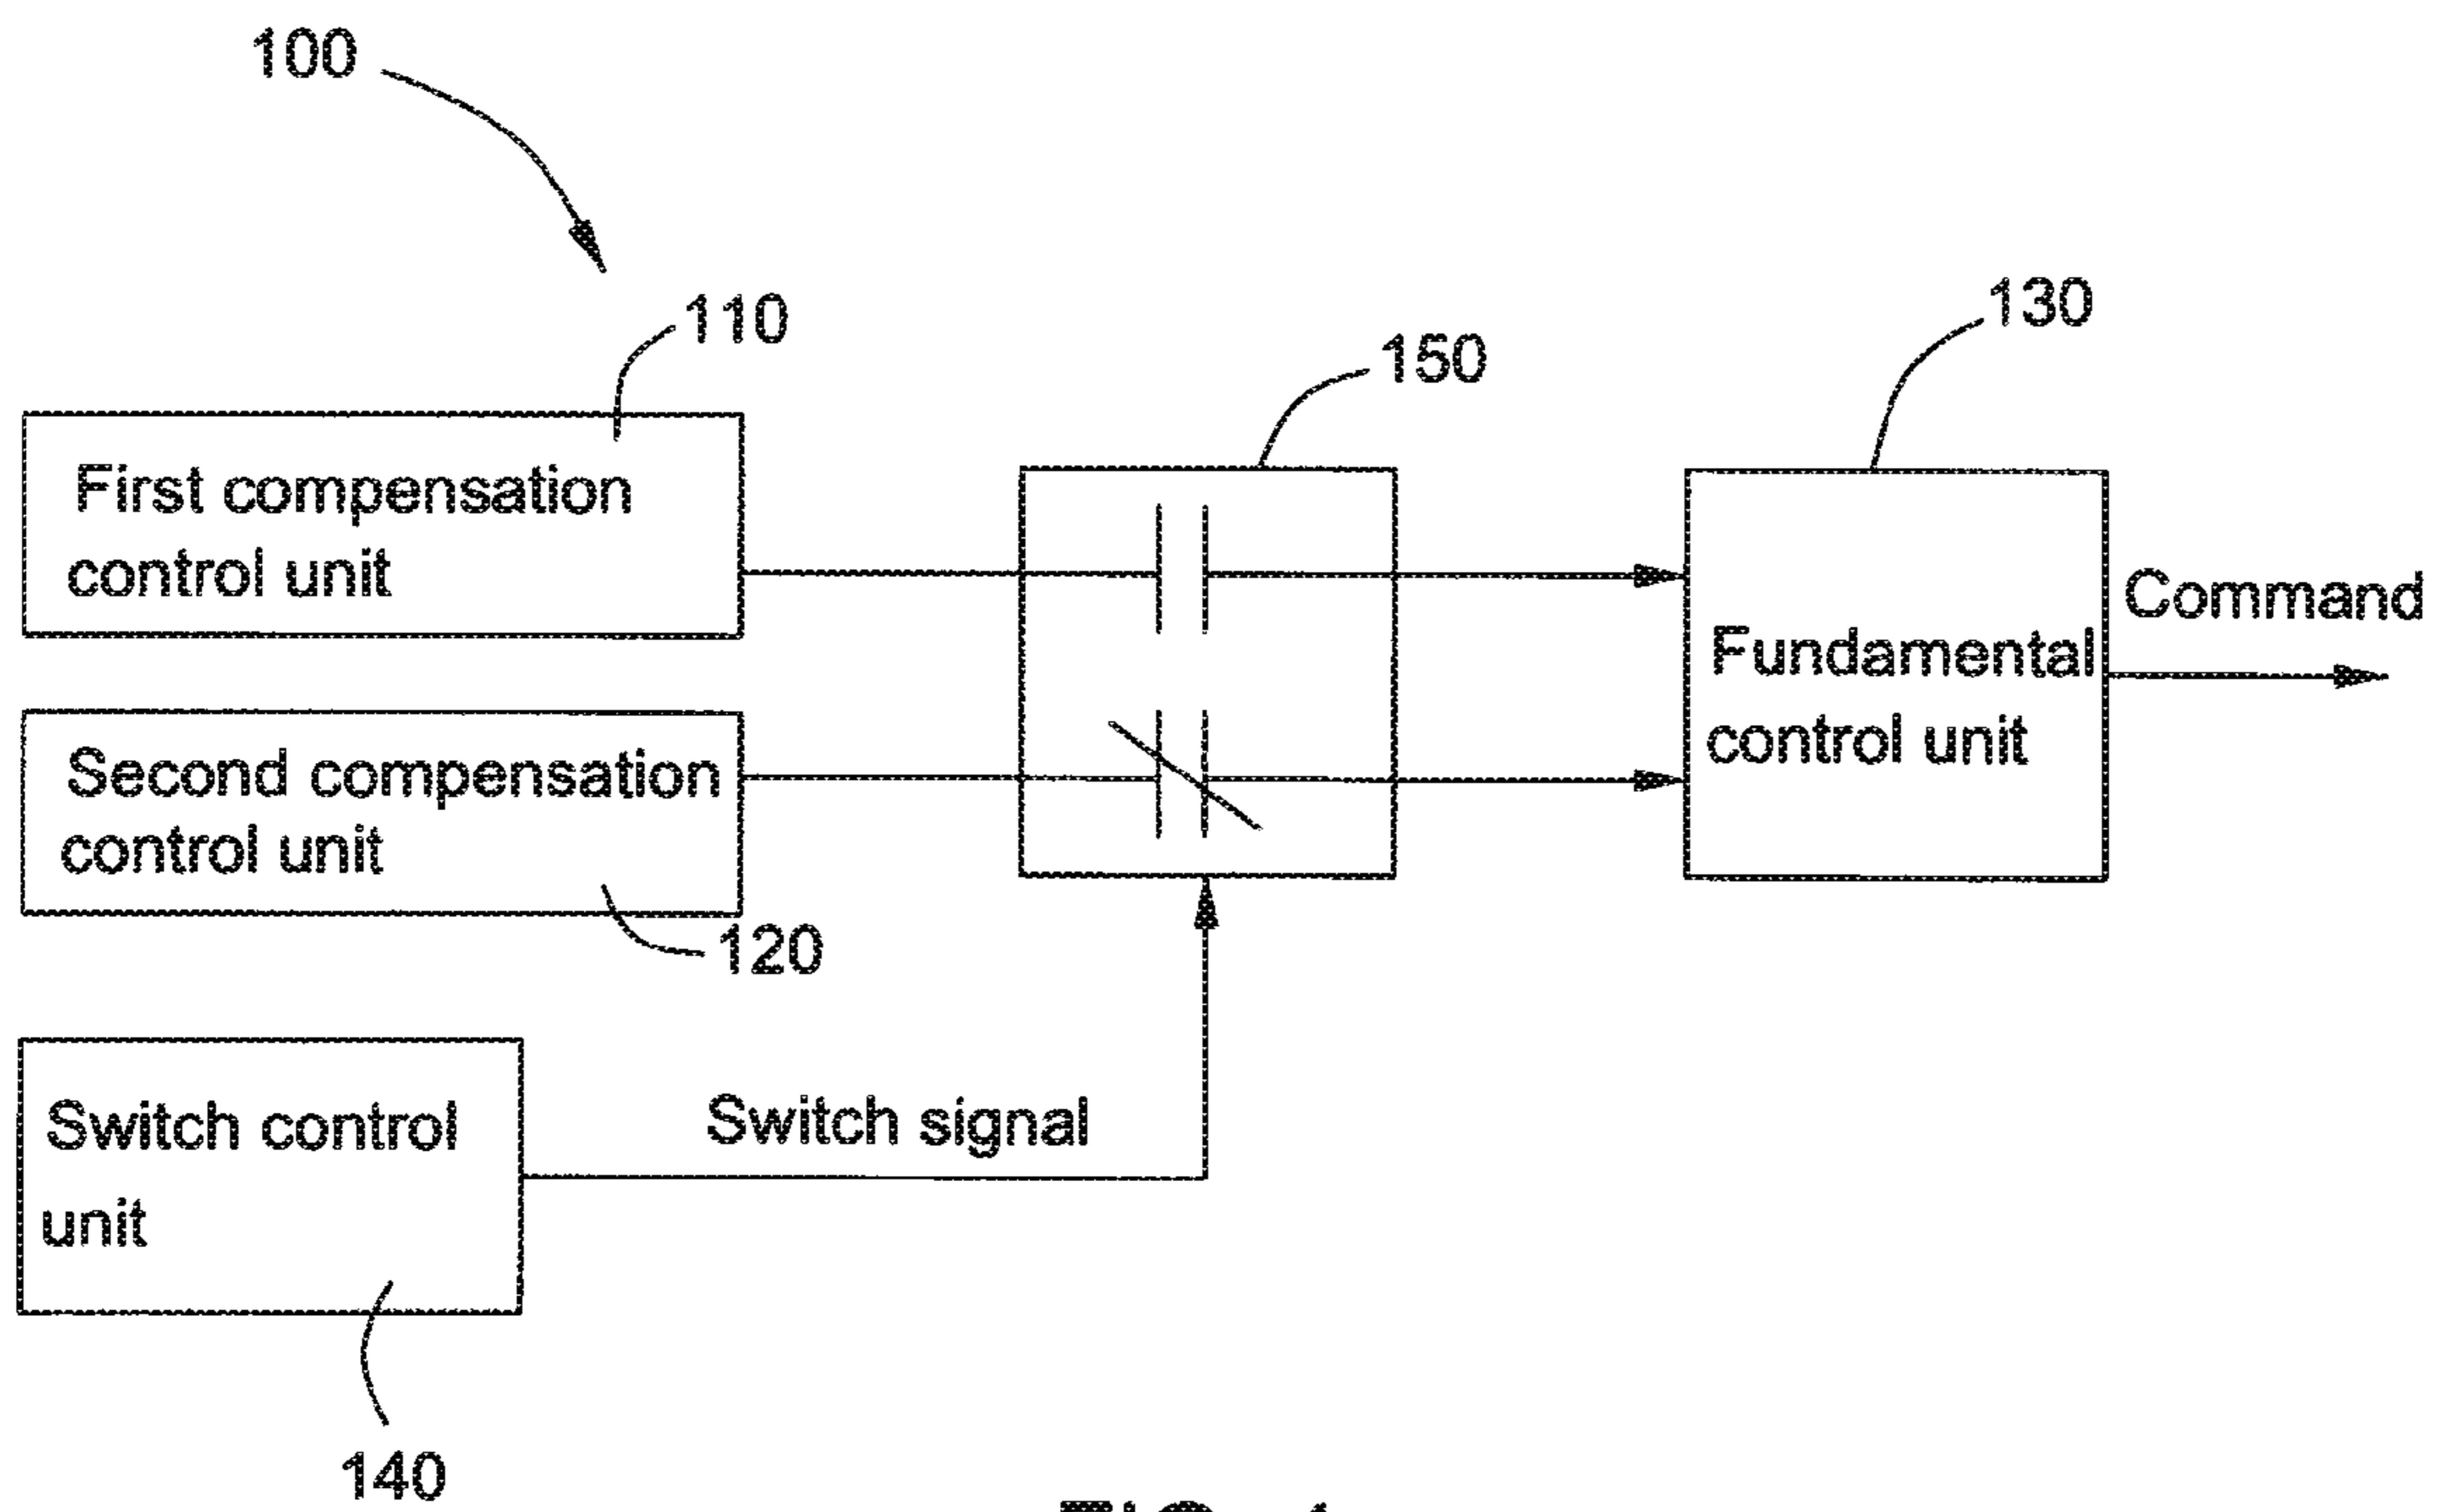 100
110
150
130
First compensation
control unit
Command
Fundamental
control unit
Second compensation
control unit
120
Switch control
unit
Switch signal
140